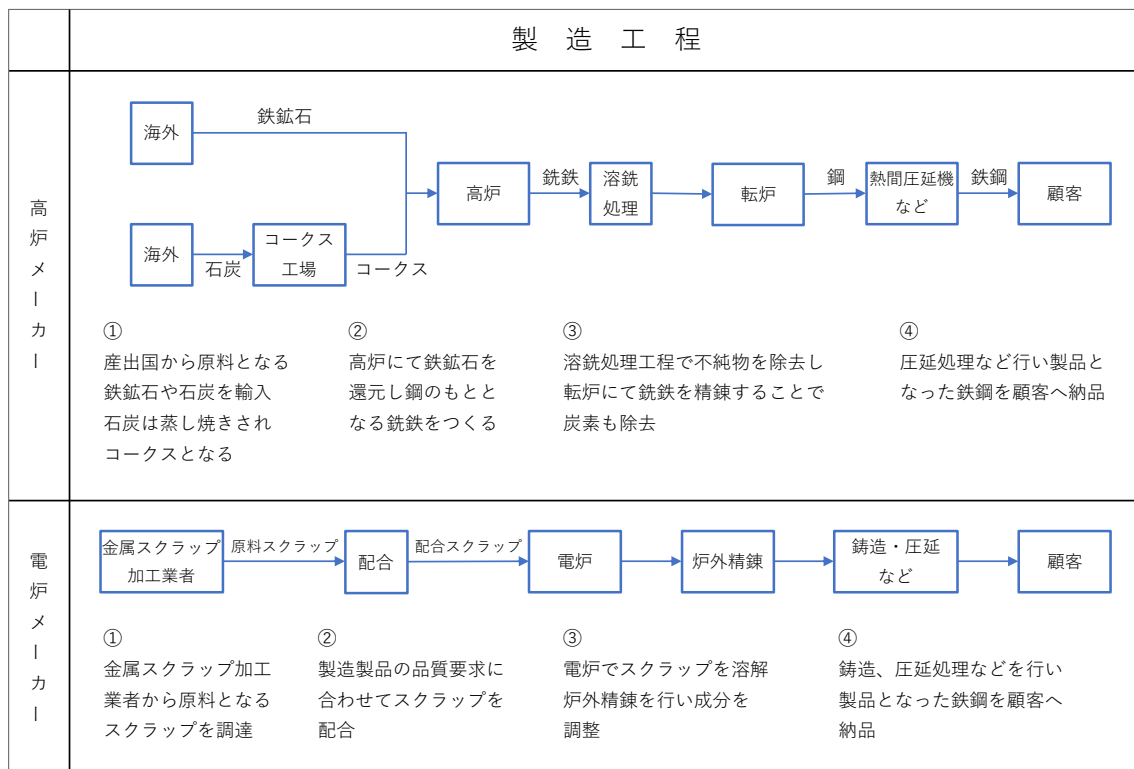 製造工程
高炉メーカー
海外
鉄鉱石
海外
石炭
コークス
工場
コークス
高炉
銑鉄
溶銑
処理
転炉
鋼
熱間圧延機
など
鉄鋼
顧客
①
産出国から原料となる
鉄鉱石や石炭を輸入
石炭は蒸し焼きされ
コークスとなる
②
高炉にて鉄鉱石を
還元し鋼のもとと
なる銑鉄をつくる
③
溶銑処理工程で不純物を除去し
転炉にて銑鉄を精錬することで
炭素も除去
④
圧延処理など行い製品と
なった鉄鋼を顧客へ納品
電炉メーカー
金属スクラップ
加工業者
原料スクラップ
配合
配合スクラップ
電炉
炉外精錬
鋳造・圧延
など
顧客
①
金属スクラップ加工
業者から原料となる
スクラップを調達
②
製造製品の品質要求に
合わせてスクラップを
配合
③
電炉でスクラップを溶解
炉外精錬を行い成分を
調整
④
鋳造、圧延処理などを行い
製品となった鉄鋼を顧客へ
納品